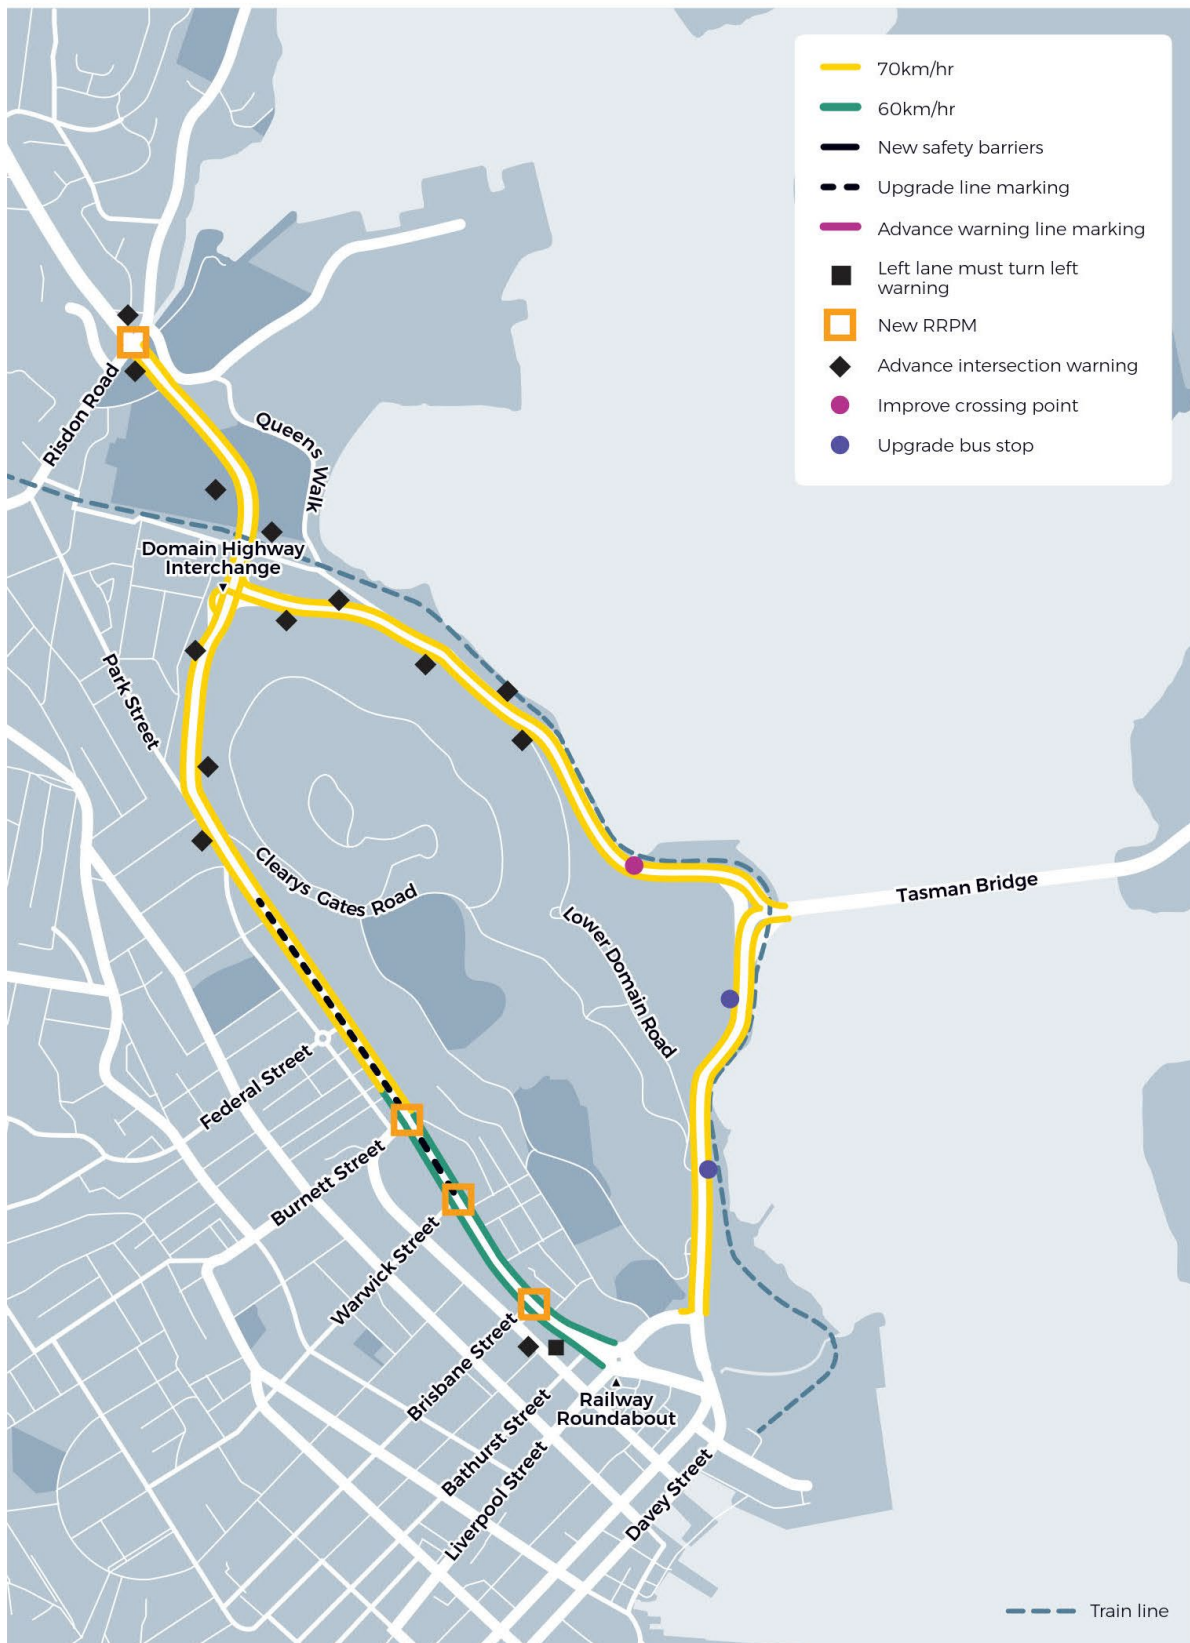 70km/hr
60km/hr
New safety barriers
Upgrade line marking
Advance warning line marking
Left lane must turn left
warning
New RRPM
Advance intersection warning
Improve crossing point
Upgrade bus stop
Risdon Road
Queens Walk
Domain Highway
Interchange
Park Street
Clearys Gates Road
Tasman Bridge
Lower Domain Road
Federal Street
Burnett Street
Warwick Street
Brisbane Street
Railway
Roundabout
Bathurst Street
Liverpool Street
Davey Street
Train line